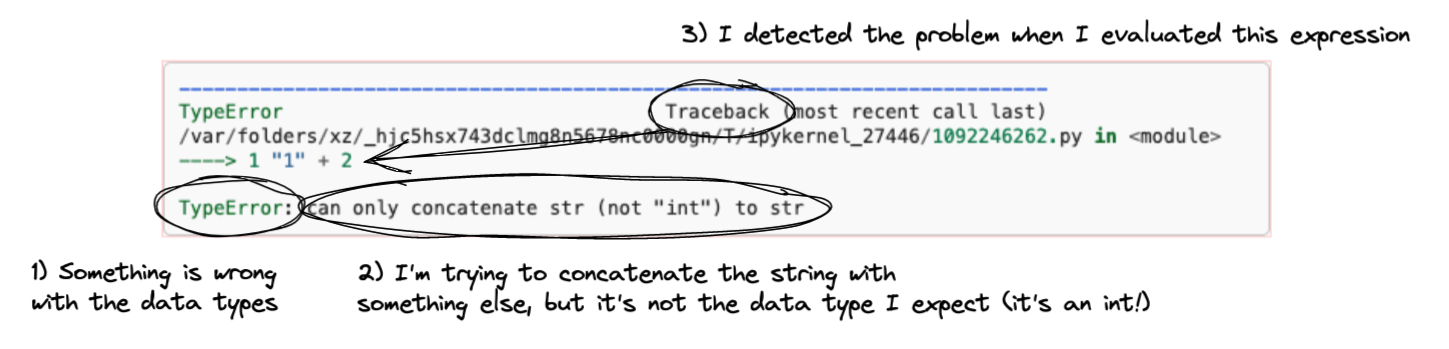 3) I detected the problem when I evaluated this expression
TypeError Traceback (most recent call last)
/var/folders/xz/_hjc5hsx743dclmg8n5678nc0000gn/T/ipykernel_27446/1092246262.py in <module>
----> 1 "1" + 2
TypeError: can only concatenate str (not "int") to str
1) Something is wrong
with the data types
2) I'm trying to concatenate the string with
something else, but it's not the data type I expect (it's an int!)